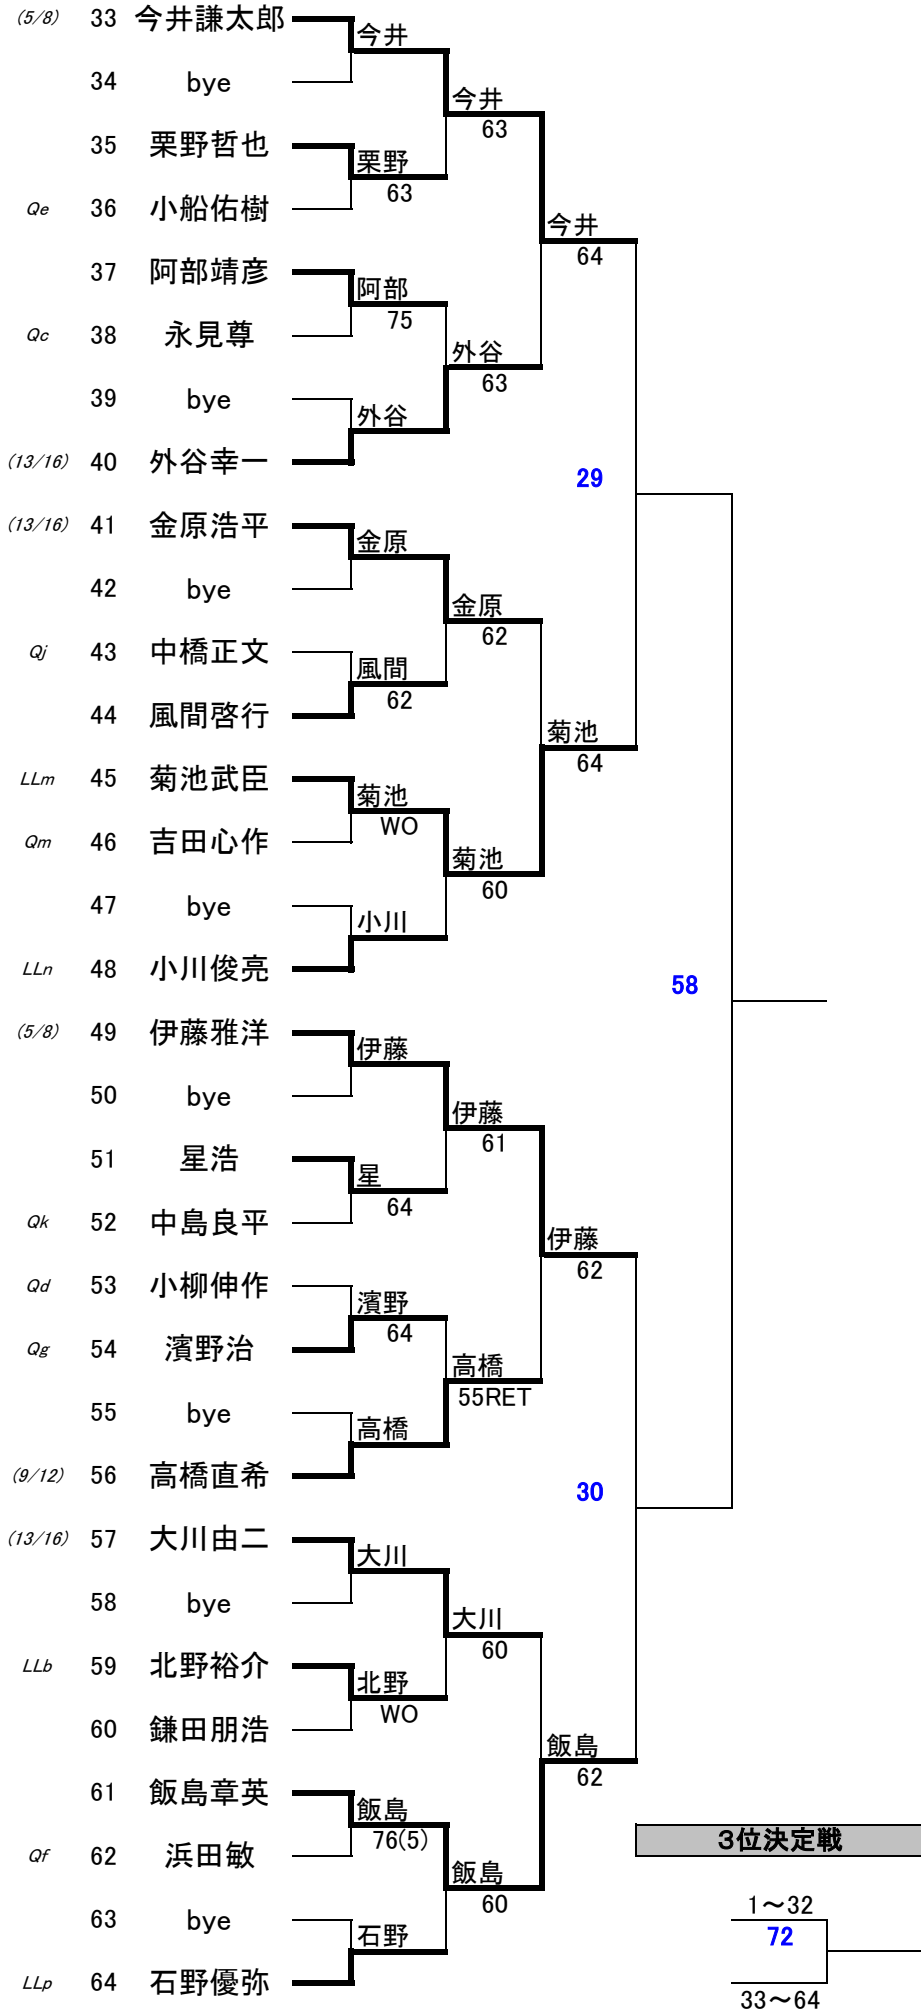 (5/8) 33 今井謙太郎
今井
34 bye
今井
63
35 栗野哲也
栗野
63
Qe 36 小船佑樹
今井
64
37 阿部靖彦
阿部
75
Qc 38 永見尊
外谷
63
39 bye
外谷
(13/16) 40 外谷幸一
29
(13/16) 41 金原浩平
金原
42 bye
金原
62
Qj 43 中橋正文
風間
62
44 風間啓行
菊池
64
LLm 45 菊池武臣
菊池
WO
Qm 46 吉田心作
菊池
60
47 bye
小川
LLn 48 小川俊亮
58
(5/8) 49 伊藤雅洋
伊藤
50 bye
伊藤
61
51 星浩
星
64
Qk 52 中島良平
伊藤
62
Qd 53 小柳伸作
濱野
64
Qg 54 濱野治
高橋
55RET
55 bye
高橋
(9/12) 56 高橋直希
30
(13/16) 57 大川由二
大川
58 bye
大川
60
LLb 59 北野裕介
北野
WO
60 鎌田朋浩
飯島
62
61 飯島章英
飯島
76(5)
3位決定戦
Qf 62 浜田敏
飯島
60
1～32
63 bye
石野
72
LLp 64 石野優弥
33～64